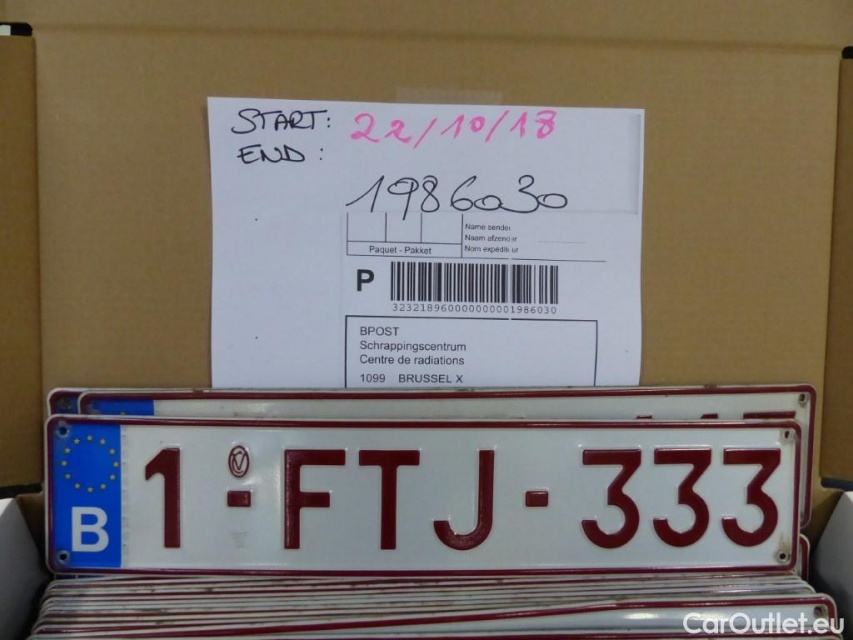 START: 22/10/18
END :
1986030
Name sender
Naam afzender
Nom expéditeur
Paquet - Pakket
P
323218960000000001986030
BPOST
Schrappingscentrum
Centre de radiations
1099 BRUSSEL X
B 1-FTJ-333
CarOutlet.eu